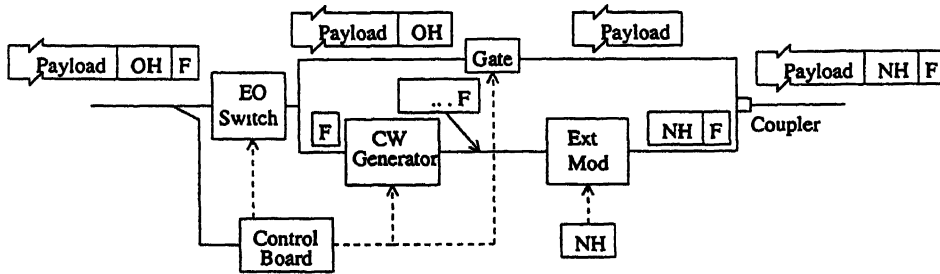 Payload OH F
Payload OH
Payload
Payload NH F
Gate
EO
Switch
F
... F
CW
Generator
Ext
Mod
NH F
Coupler
Control
Board
NH